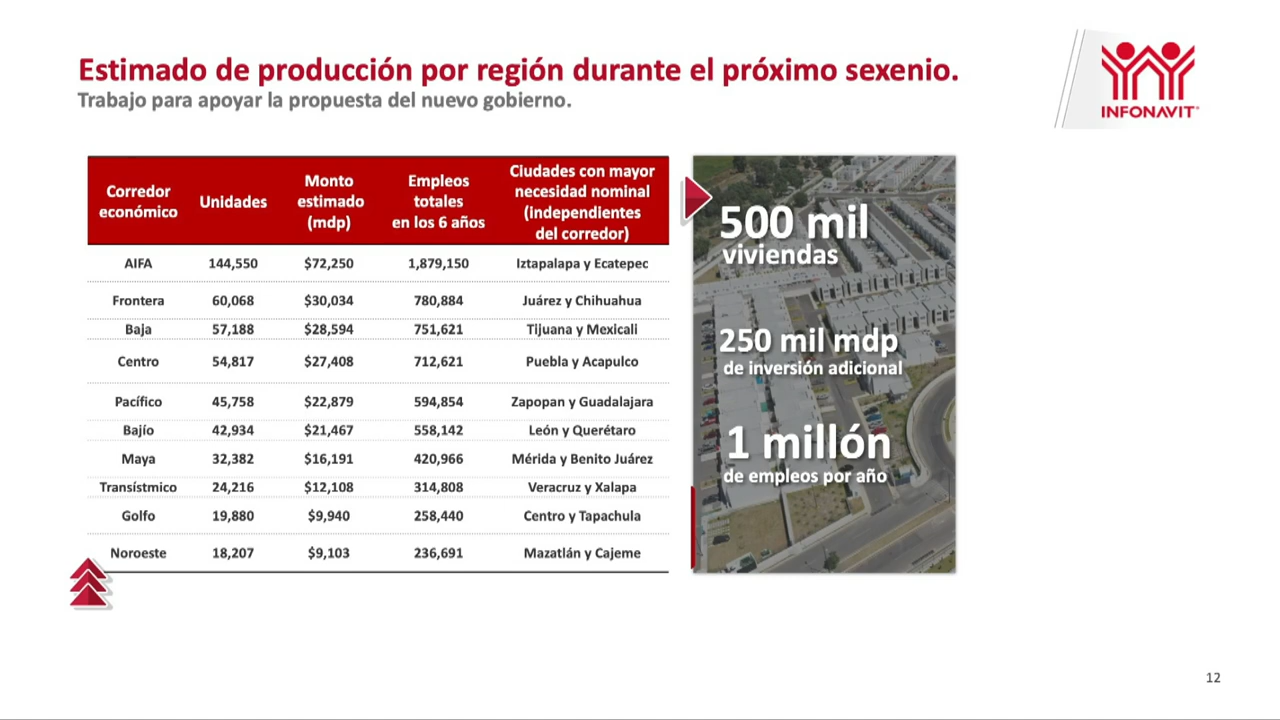 Estimado de producción por región durante el próximo sexenio.
Trabajo para apoyar la propuesta del nuevo gobierno.
INFONAVIT
Corredor económico Unidades Monto estimado (mdp) Empleos totales en los 6 años Ciudades con mayor necesidad nominal (independientes del corredor)
AIFA 144,550 $72,250 1,879,150 Iztapalapa y Ecatepec
Frontera 60,068 $30,034 780,884 Juárez y Chihuahua
Baja 57,188 $28,594 751,621 Tijuana y Mexicali
Centro 54,817 $27,408 712,621 Puebla y Acapulco
Pacífico 45,758 $22,879 594,854 Zapopan y Guadalajara
Bajío 42,934 $21,467 558,142 León y Querétaro
Maya 32,382 $16,191 420,966 Mérida y Benito Juárez
Transístmico 24,216 $12,108 314,808 Veracruz y Xalapa
Golfo 19,880 $9,940 258,440 Centro y Tapachula
Noroeste 18,207 $9,103 236,691 Mazatlán y Cajeme
500 mil
viviendas
250 mil mdp
de inversión adicional
1 millón
de empleos por año
12